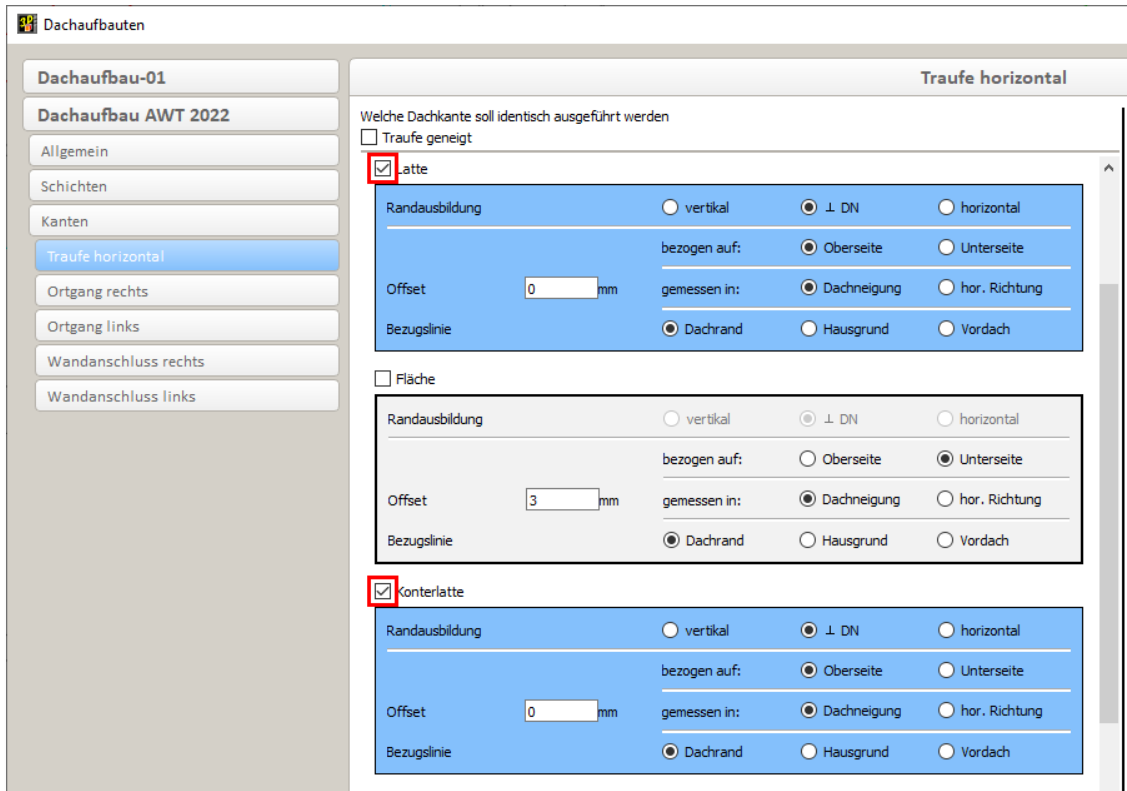 Dachaufbauten
Dachaufbau-01
Dachaufbau AWT 2022
Allgemein
Schichten
Kanten
Traufe horizontal
Ortgang rechts
Ortgang links
Wandanschluss rechts
Wandanschluss links
Traufe horizontal
Welche Dachkante soll identisch ausgeführt werden
Traufe geneigt
Latte
Randausbildung vertikal ⊥ DN horizontal
bezogen auf: Oberseite Unterseite
Offset 0 mm gemessen in: Dachneigung hor. Richtung
Bezugslinie Dachrand Hausgrund Vordach
Fläche
Randausbildung vertikal ⊥ DN horizontal
bezogen auf: Oberseite Unterseite
Offset 3 mm gemessen in: Dachneigung hor. Richtung
Bezugslinie Dachrand Hausgrund Vordach
Konterlatte
Randausbildung vertikal ⊥ DN horizontal
bezogen auf: Oberseite Unterseite
Offset 0 mm gemessen in: Dachneigung hor. Richtung
Bezugslinie Dachrand Hausgrund Vordach